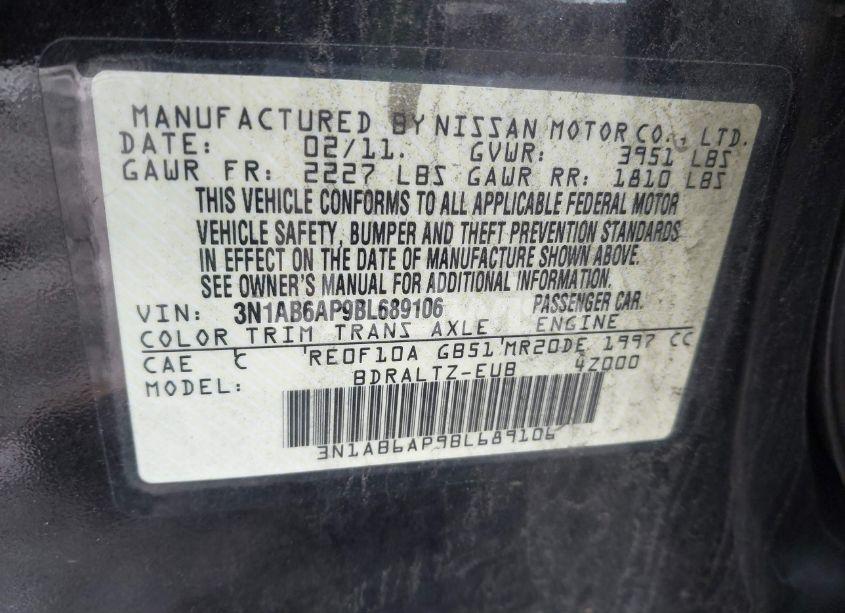 MANUFACTURED BY NISSAN MOTOR CO., LTD.
DATE: 02/11. GVWR: 3951 LBS
GAWR FR: 2227 LBS GAWR RR: 1810 LBS
THIS VEHICLE CONFORMS TO ALL APPLICABLE FEDERAL MOTOR
VEHICLE SAFETY, BUMPER AND THEFT PREVENTION STANDARDS
IN EFFECT ON THE DATE OF MANUFACTURE SHOWN ABOVE.
SEE OWNER'S MANUAL FOR ADDITIONAL INFORMATION.
VIN: 3N1AB6AP9BL689106 PASSENGER CAR.
COLOR TRIM TRANS AXLE ENGINE
CAE C RE0F10A GB51 MR20DE 1997 CC
MODEL: BDRALTZ-EUB 4Z000
3N1AB6AP9BL689106